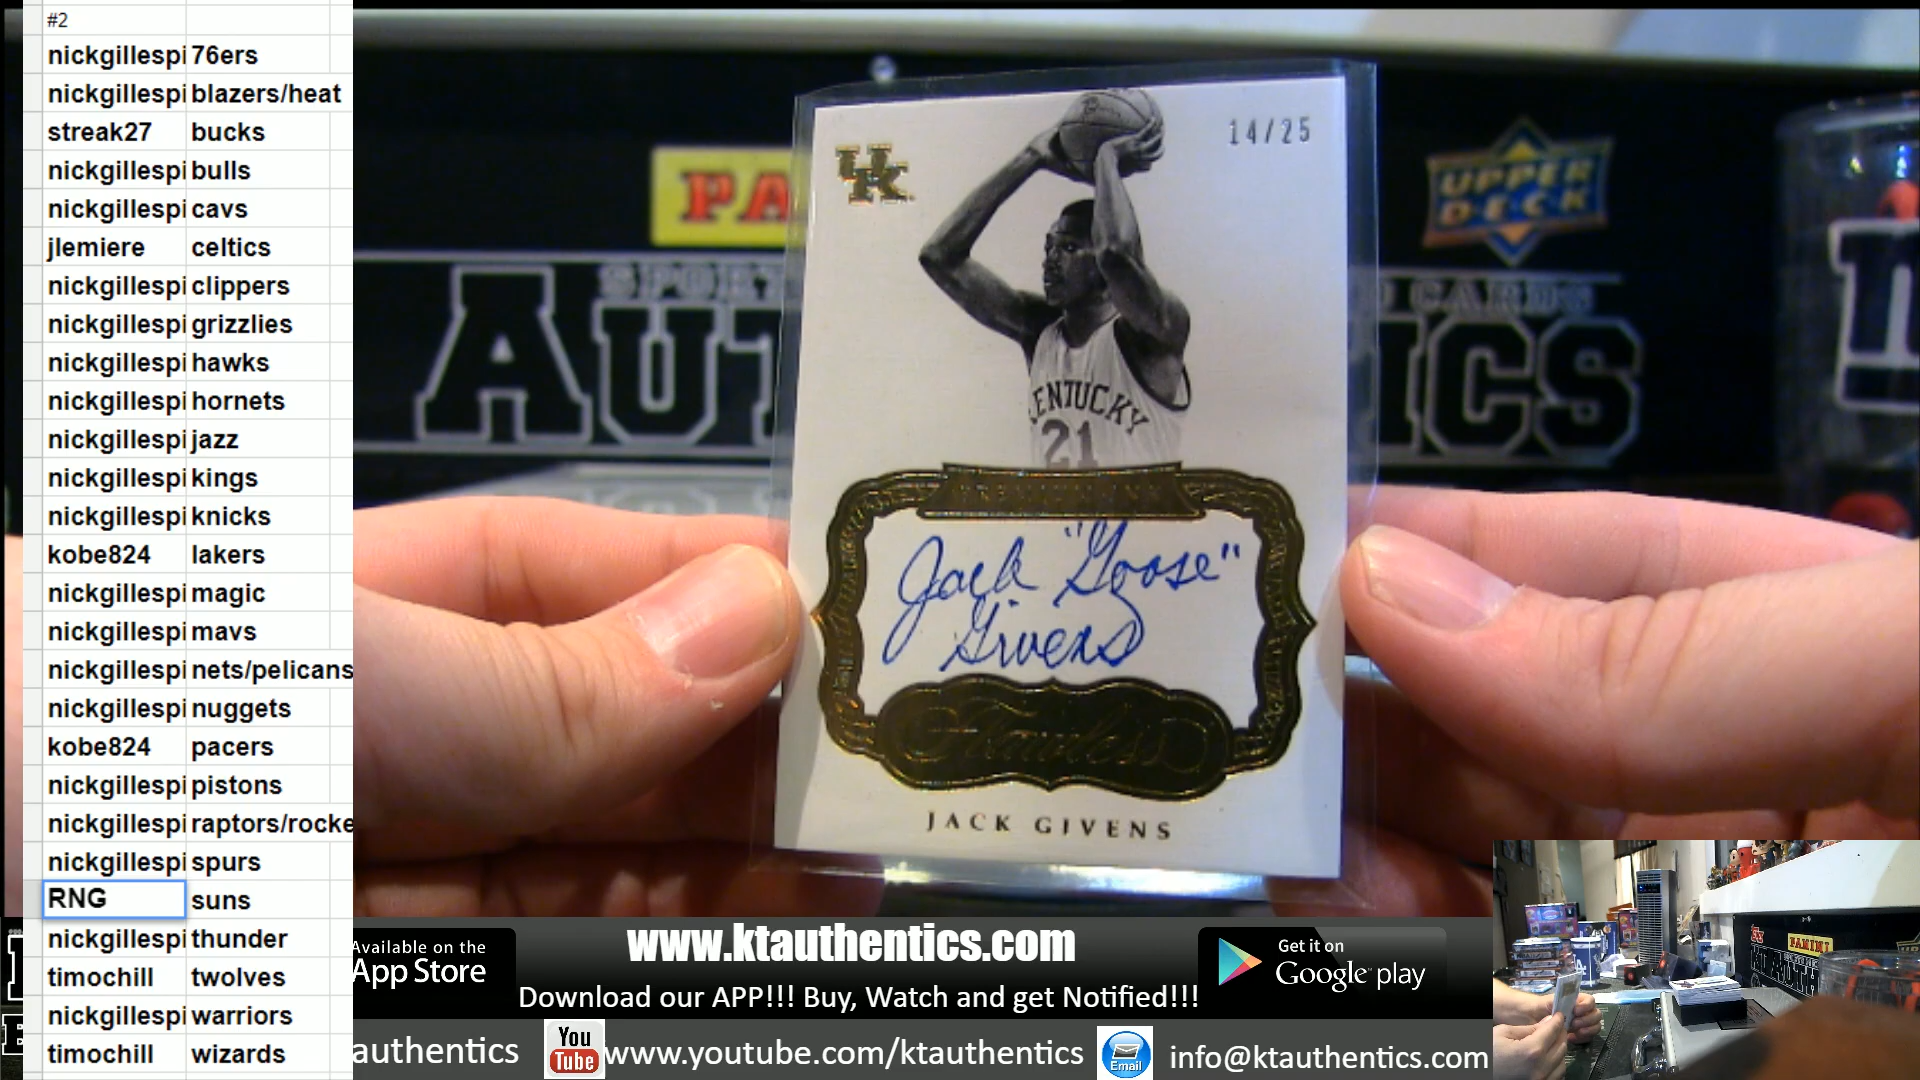 #2
nickgillespi 76ers
nickgillespi blazers/heat
streak27 bucks
nickgillespi bulls
nickgillespi cavs
jlemiere celtics
nickgillespi clippers
nickgillespi grizzlies
nickgillespi hawks
nickgillespi hornets
nickgillespi jazz
nickgillespi kings
nickgillespi knicks
kobe824 lakers
nickgillespi magic
nickgillespi mavs
nickgillespi nets/pelicans
nickgillespi nuggets
kobe824 pacers
nickgillespi pistons
nickgillespi raptors/rocke
nickgillespi spurs
RNG suns
nickgillespi thunder
timochill twolves
nickgillespi warriors
timochill wizards
PA
UPPER
DECK
SPORT
CARDS
AUT
ICS
UK
14/25
KENTUCKY
21
Jack "Goose"
Givens
Flawless
JACK GIVENS
Available on the
App Store
www.ktauthentics.com
Download our APP!!! Buy, Watch and get Notified!!!
Get it on
Google play
authentics
You
Tube
www.youtube.com/ktauthentics
Email
info@ktauthentics.com
PANINI